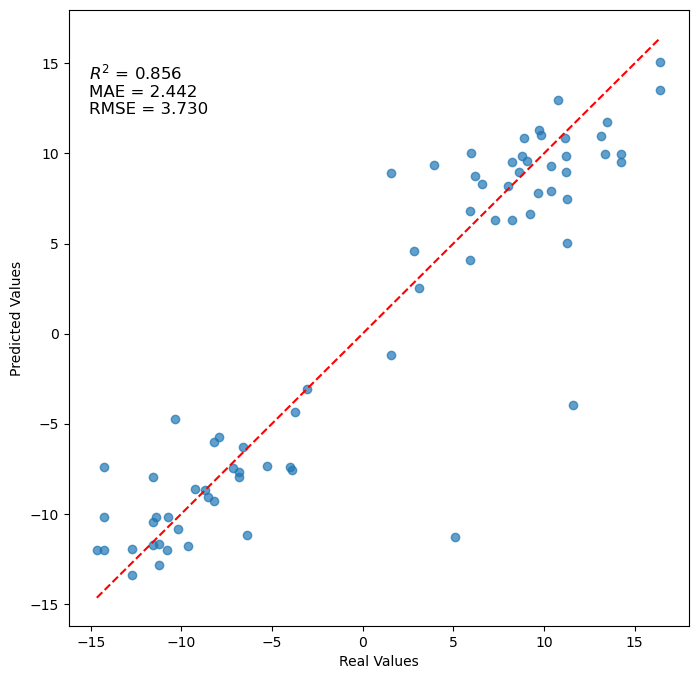 R² = 0.856
MAE = 2.442
RMSE = 3.730
15
10
5
0
−5
−10
−15
Predicted Values
−15 −10 −5 0 5 10 15
Real Values